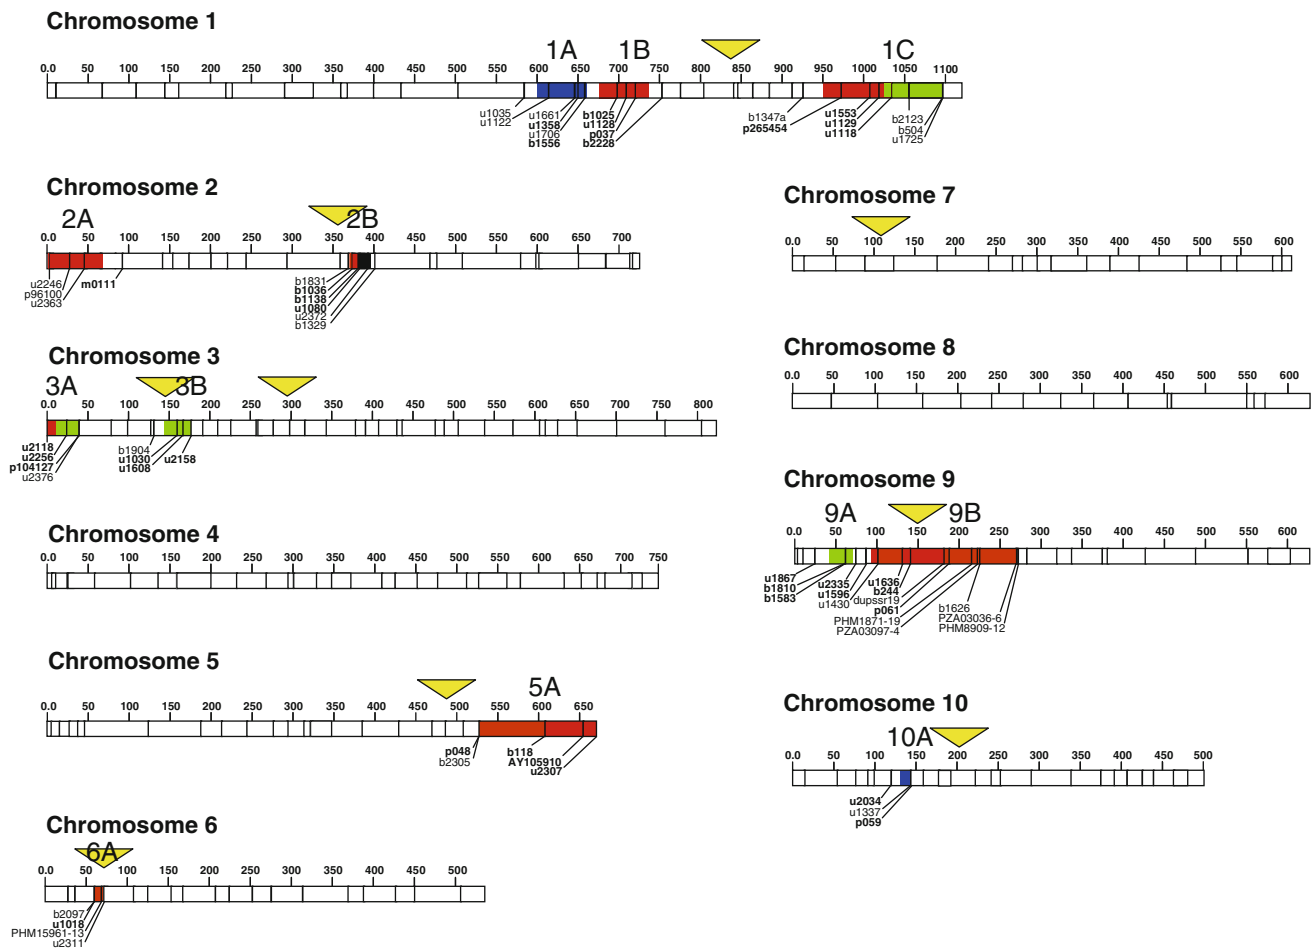 Chromosome 1
1A 1B 1C
0.0 50 100 150 200 250 300 350 400 450 500 550 600 650 700 750 800 850 900 950 1000 1050 1100
u1035
u1122
u1661
u1358
u1706
b1556
b1025
u1128
p037
b2228
b1347a
p265454
u1553
u1129
u1118
b2123
b504
u1725
Chromosome 2
2A 2B
0.0 50 100 150 200 250 300 350 400 450 500 550 600 650 700
u2246
p96100
u2363
m0111
b1831
b1036
b1138
u1080
u2372
b1329
Chromosome 3
3A 3B
0.0 50 100 150 200 250 300 350 400 450 500 550 600 650 700 750 800
u2118
u2256
p104127
u2376
b1904
u1030
u1608
u2158
Chromosome 4
0.0 50 100 150 200 250 300 350 400 450 500 550 600 650 700 750
Chromosome 5
5A
0.0 50 100 150 200 250 300 350 400 450 500 550 600 650
p048
b2305
b118
AY105910
u2307
Chromosome 6
6A
0.0 50 100 150 200 250 300 350 400 450 500
b2097
u1018
PHM15961-13
u2311
Chromosome 7
0.0 50 100 150 200 250 300 350 400 450 500 550 600
Chromosome 8
0.0 50 100 150 200 250 300 350 400 450 500 550 600
Chromosome 9
9A 9B
0.0 50 100 150 200 250 300 350 400 450 500 550 600
u1867
b1810
b1583
u2335
u1596
u1430
u1636
b244
dupssr19
p061
PHM1871-19
PZA03097-4
b1626
PZA03036-6
PHM8909-12
Chromosome 10
10A
0.0 50 100 150 200 250 300 350 400 450 500
u2034
u1337
p059